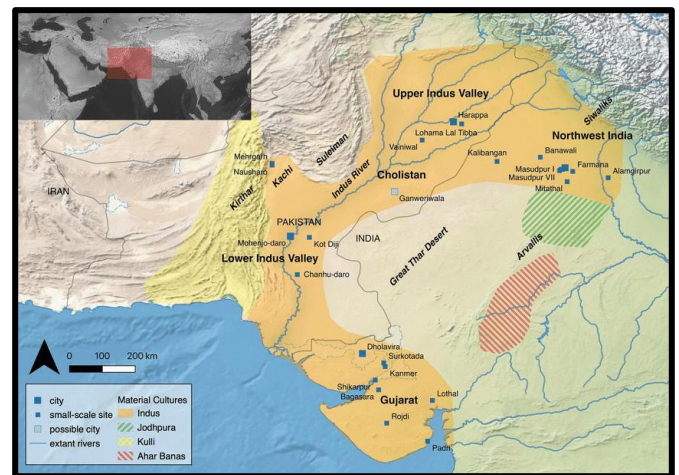 Upper Indus Valley
Harappa
Lohama Lal Tibba
Vainiwal
Siwaliks
Northwest India
Mehrgarh
Nausharo
Kachi
Suleiman
Indus River
Kalibangan
Banawali
Masudpur I
Masudpur VII
Farmana
Alamgirpur
Mitathal
IRAN
Kirthar
Cholistan
Ganweriwala
PAKISTAN
Mohenjo-daro
Kot Diji
INDIA
Lower Indus Valley
Chanhu-daro
Great Thar Desert
Aravallis
Dholavira
Surkotada
Kanmer
Shikarpur
Bagasara
Gujarat
Lothal
Rojdi
Padri
0 100 200 km
city
small-scale site
possible city
extant rivers
Material Cultures
Indus
Jodhpura
Kulli
Ahar Banas